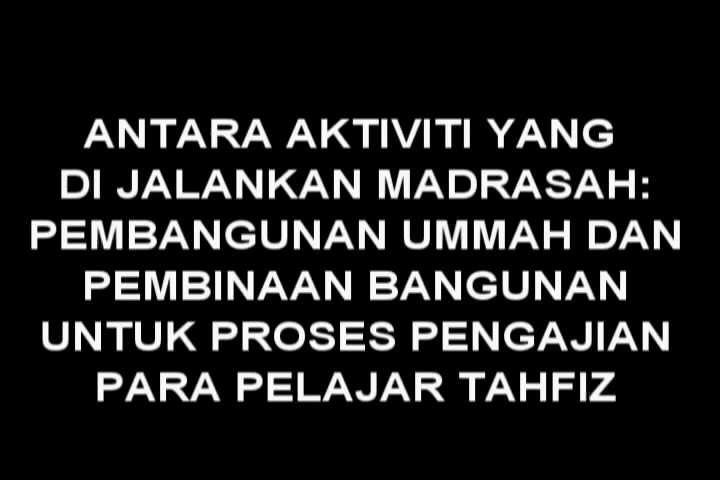 ANTARA AKTIVITI YANG
DI JALANKAN MADRASAH:
PEMBANGUNAN UMMAH DAN
PEMBINAAN BANGUNAN
UNTUK PROSES PENGAJIAN
PARA PELAJAR TAHFIZ